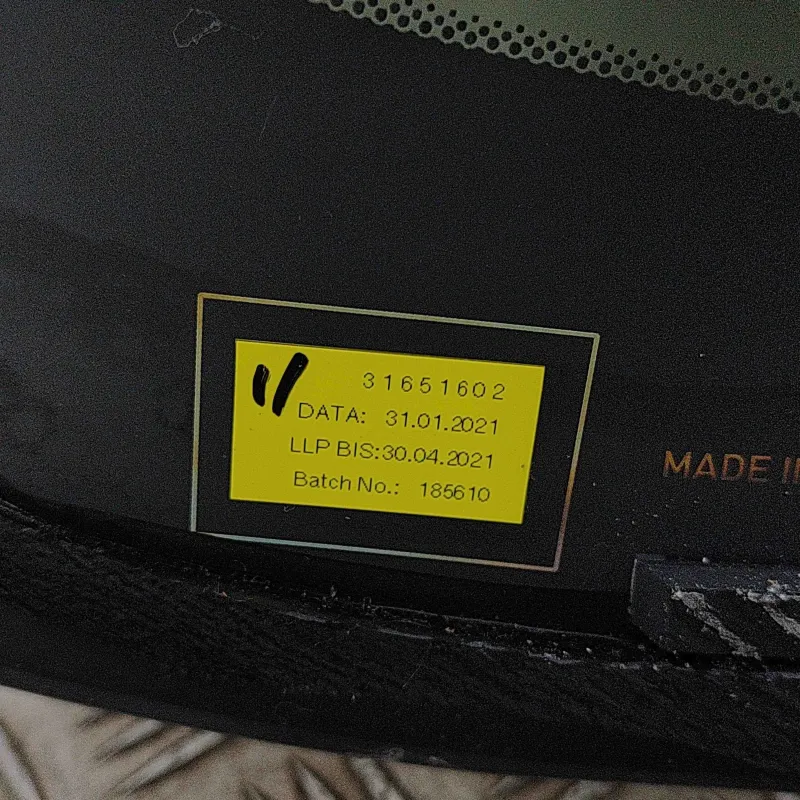 31651602
DATA: 31.01.2021
LLP BIS:30.04.2021
Batch No.: 185610
MADE